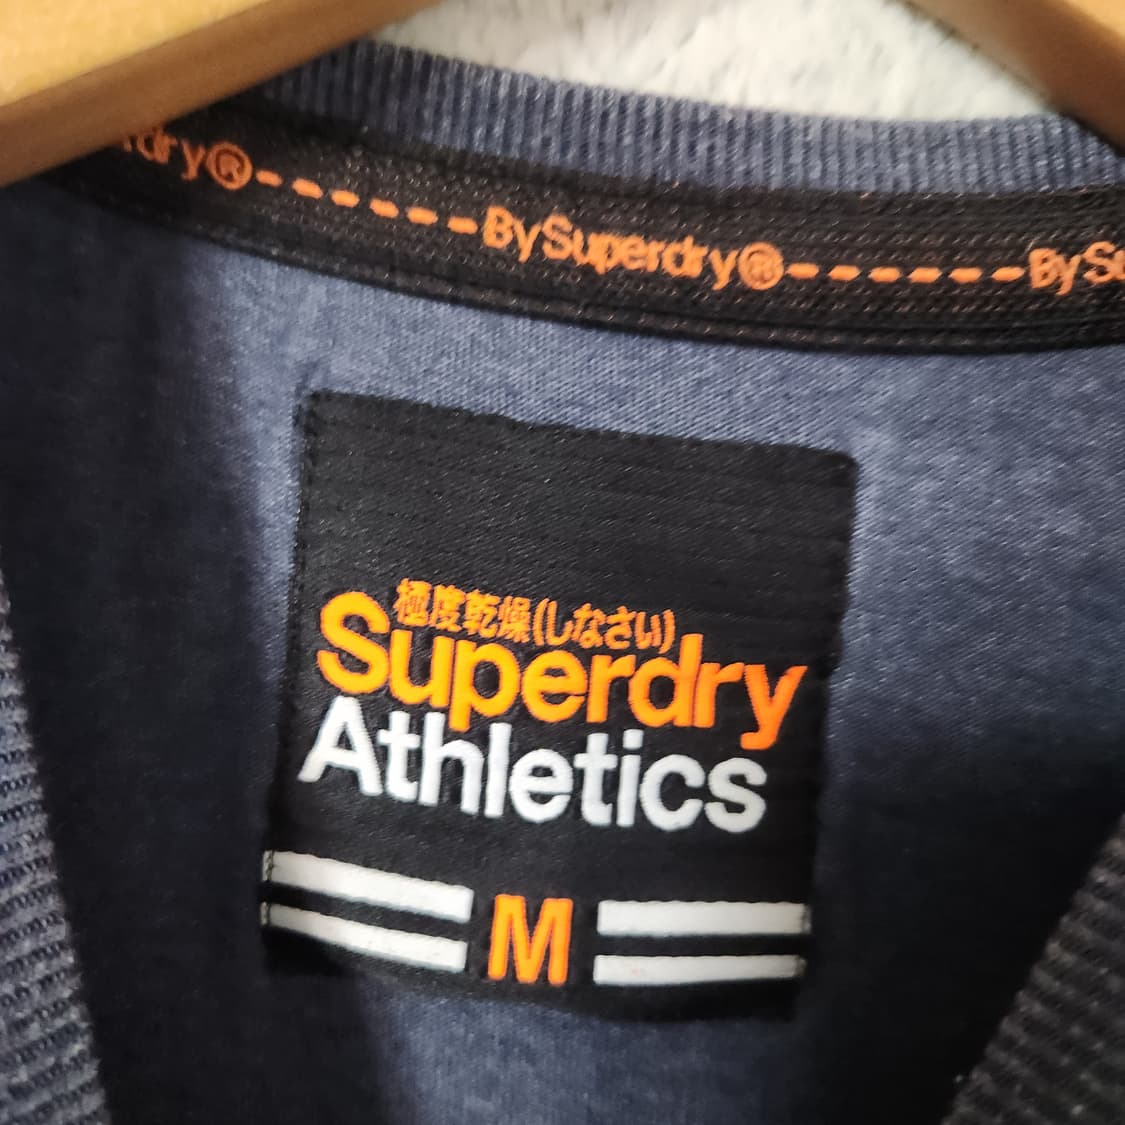 rdry®------BySuperdry®------BySu
極度乾燥(しなさい)
Superdry
Athletics
M